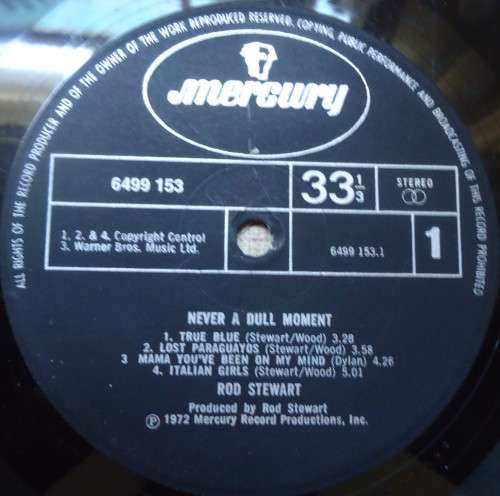 ALL RIGHTS OF THE RECORD PRODUCER AND OF THE OWNER OF THE WORK REPRODUCED RESERVED. COPYING, PUBLIC PERFORMANCE AND BROADCASTING OF THIS RECORD PROHIBITED
mercury
6499 153
33 1/3
STEREO
1. 2. & 4. Copyright Control
3. Warner Bros. Music Ltd.
6499 153.1
1
NEVER A DULL MOMENT
1. TRUE BLUE (Stewart/Wood) 3.28
2. LOST PARAGUAYOS (Stewart/Wood) 3.58
3 MAMA YOU'VE BEEN ON MY MIND (Dylan) 4.26
4. ITALIAN GIRLS (Stewart/Wood) 5.01
ROD STEWART
Produced by Rod Stewart
Ⓟ 1972 Mercury Record Productions, Inc.